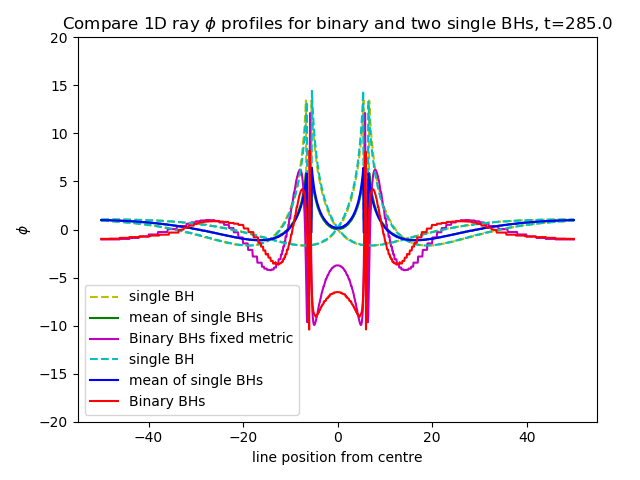 Compare 1D ray ϕ profiles for binary and two single BHs, t=285.0
20
15
10
5
0
−5
−10
−15
−20
ϕ
single BH
mean of single BHs
Binary BHs fixed metric
single BH
mean of single BHs
Binary BHs
−40 −20 0 20 40
line position from centre